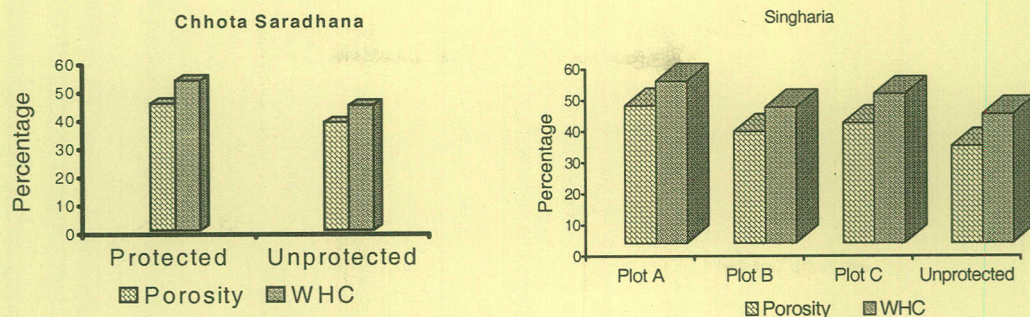 Chhota Saradhana
Percentage
60
50
40
30
20
10
0
Protected Unprotected
Porosity WHC
Singharia
Percentage
60
50
40
30
20
10
0
Plot A Plot B Plot C Unprotected
Porosity WHC